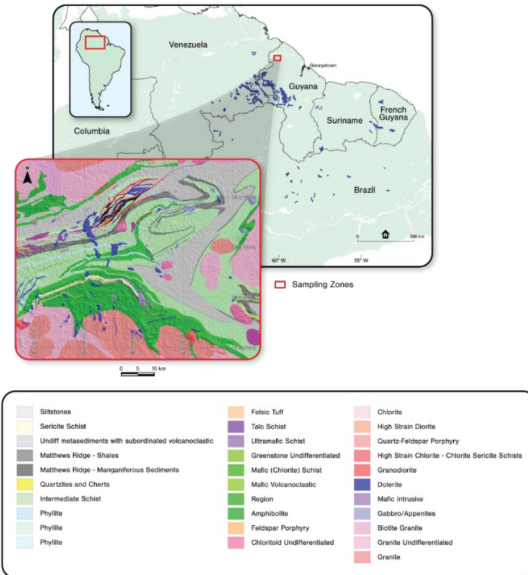 Venezuela
Georgetown
Guyana
Suriname
French
Guyana
Columbia
Brazil
N
60° W
55° W
Sampling Zones
0 5 10 km
Siltstones
Sericite Schist
Undiff metasediments with subordinated volcanoclastic
Matthews Ridge - Shales
Matthews Ridge - Manganiferous Sediments
Quartzites and Cherts
Intermediate Schist
Phyllite
Phyllite
Phyllite
Felsic Tuff
Talc Schist
Ultramafic Schist
Greenstone Undifferentiated
Mafic (Chlorite) Schist
Mafic Volcanoclastic
Region
Amphibolite
Feldspar Porphyry
Chloritoid Undifferentiated
Chlorite
High Strain Diorite
Quartz-Feldspar Porphyry
High Strain Chlorit - Chlorite Sericite Schists
Granodiorite
Dolerite
Mafic Intrusive
Gabbro/Appenites
Biotite Granite
Granite Undifferentiated
Granite